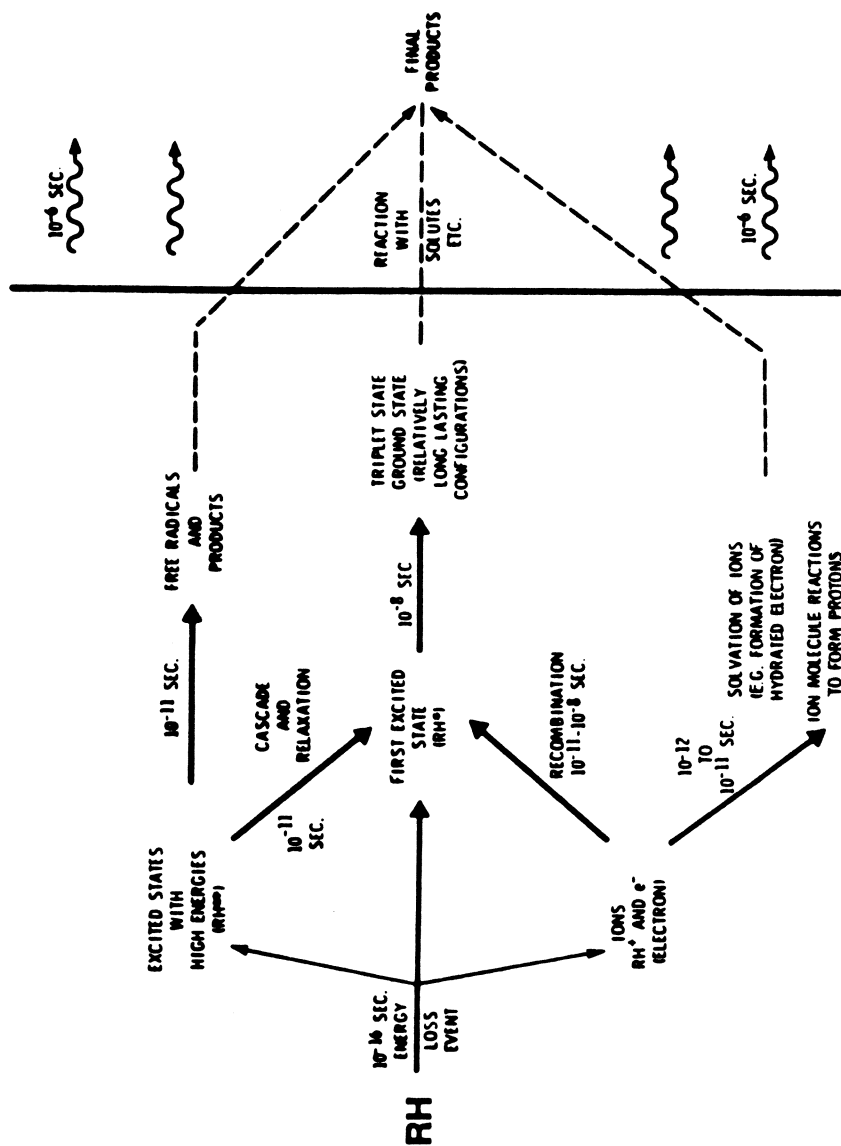 RH
10-16 SEC.
ENERGY
LOSS
EVENT
EXCITED STATES
WITH
HIGH ENERGIES
(RH**)
10-11 SEC.
FREE RADICALS
AND
PRODUCTS
10-11
SEC.
CASCADE
AND
RELAXATION
FIRST EXCITED
STATE
(RH*)
10-8 SEC
TRIPLET STATE
GROUND STATE
(RELATIVELY
LONG LASTING
CONFIGURATIONS)
IONS
RH+ AND e-
(ELECTRON)
RECOMBINATION
10-11-10-8 SEC.
10-12
TO
10-11 SEC.
SOLVATION OF IONS
(E.G. FORMATION OF
HYDRATED ELECTRON)
ION MOLECULE REACTIONS
TO FORM PROTONS
10-6 SEC.
REACTION
WITH
SOLUTES
ETC.
10-6 SEC.
FINAL
PRODUCTS